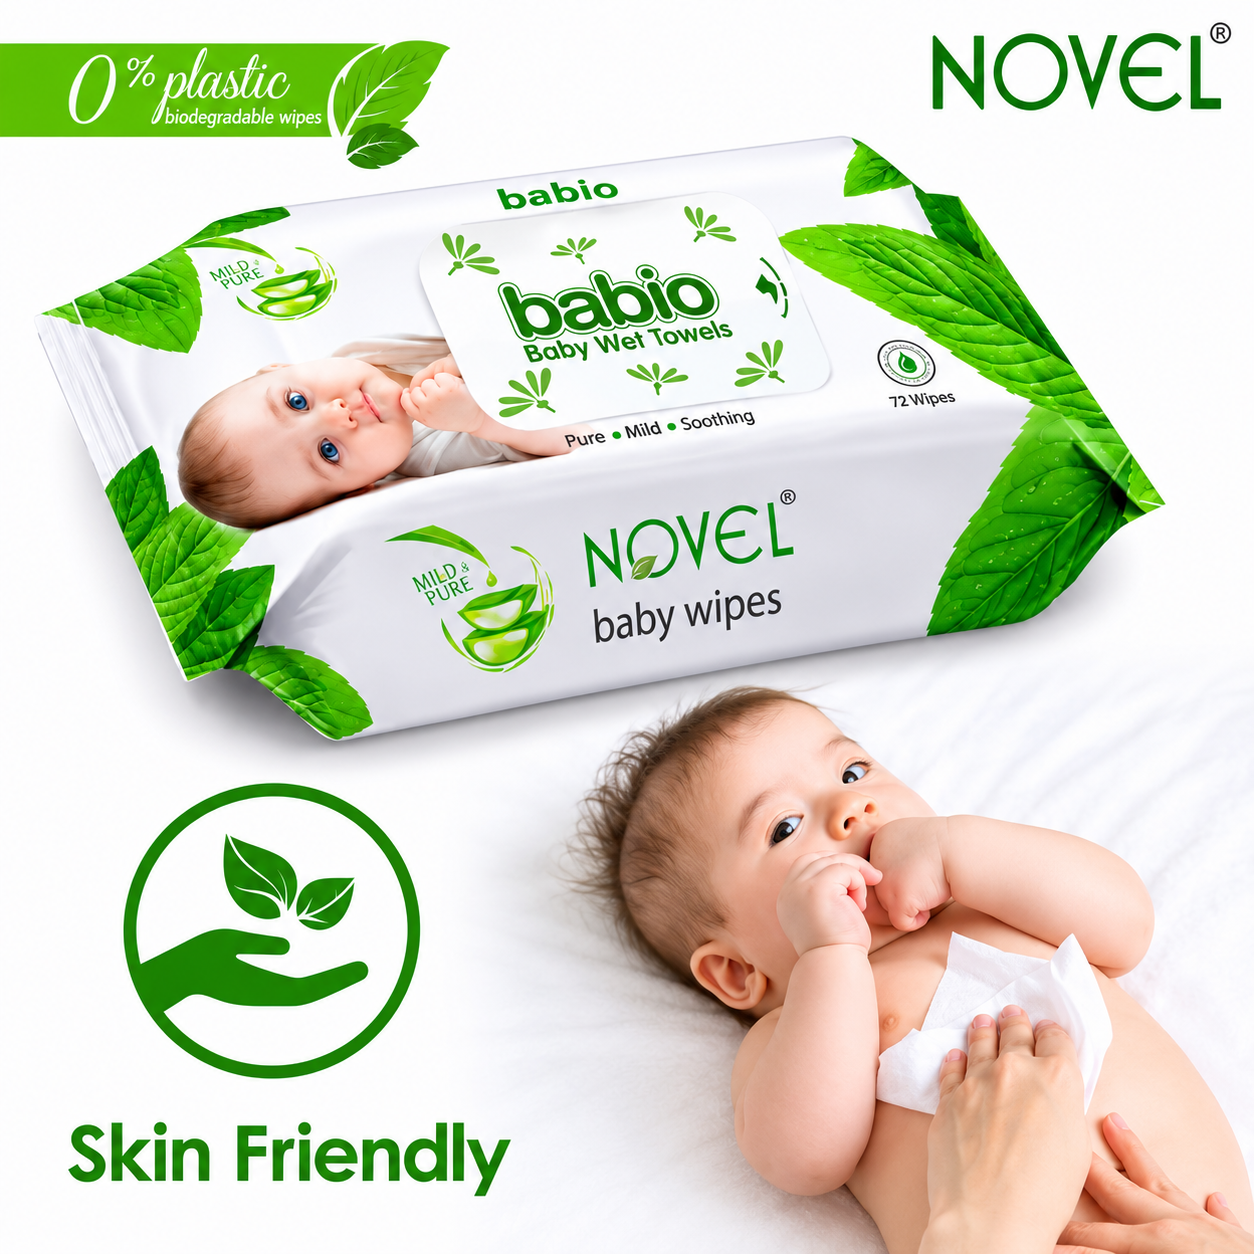 0% plastic
biodegradable wipes
NOVEL®
babio
MILD &
PURE
babio
Baby Wet Towels
72 Wipes
Pure • Mild • Soothing
NOVEL®
MILD &
PURE
baby wipes
Skin Friendly